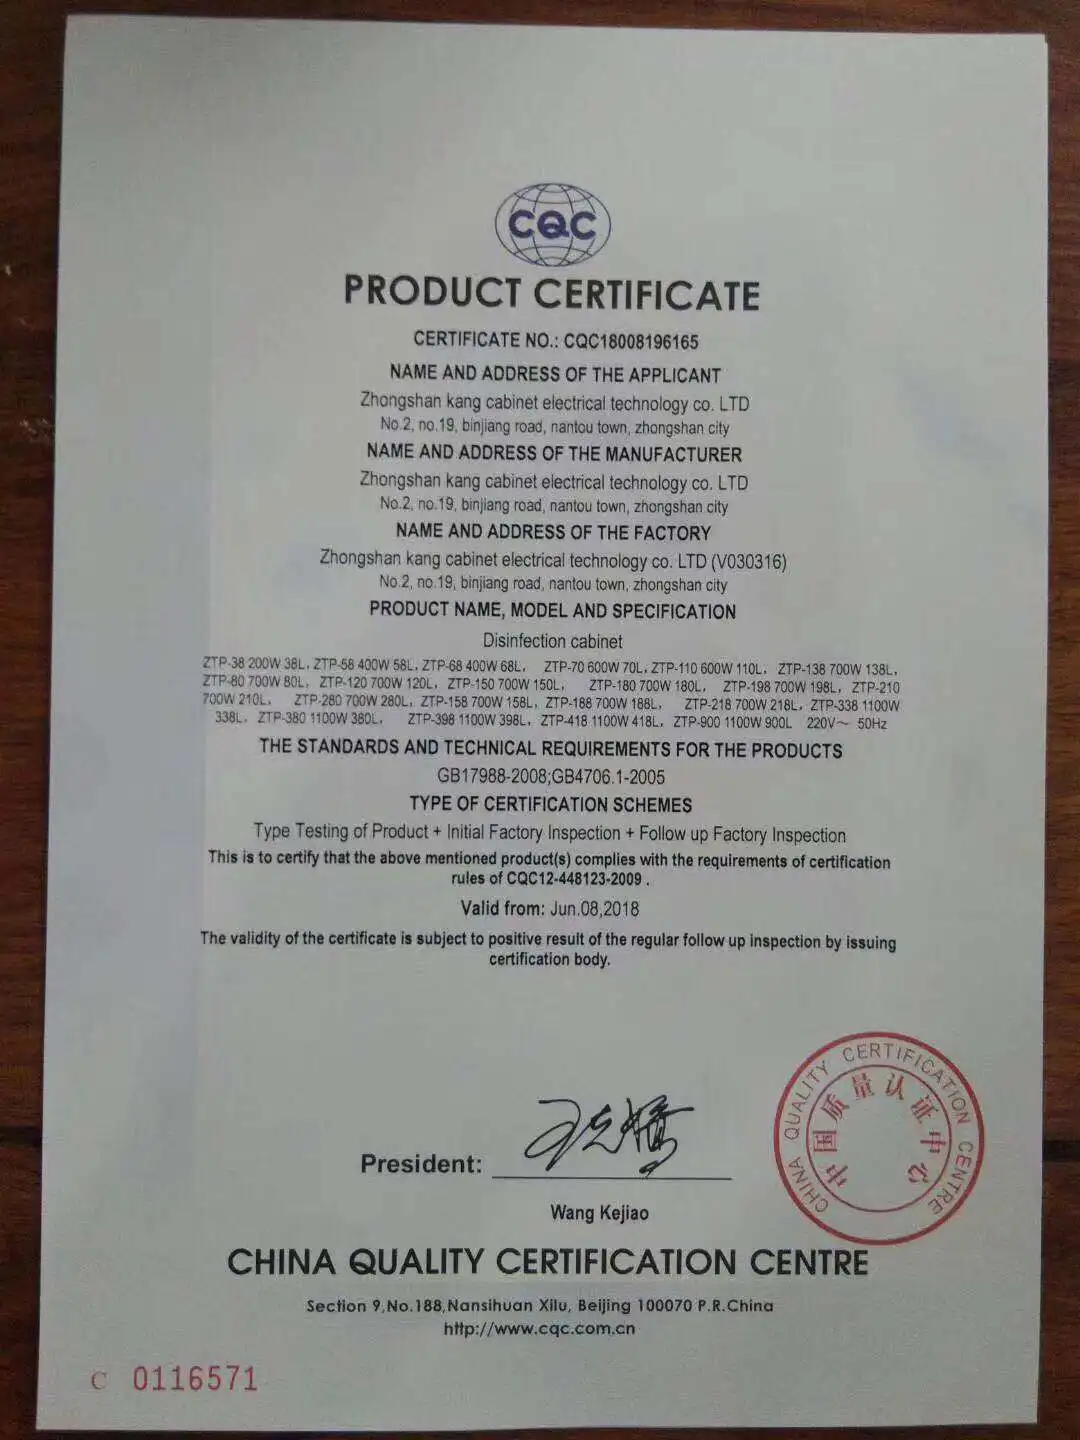 CQC
PRODUCT CERTIFICATE
CERTIFICATE NO.: CQC18008196165
NAME AND ADDRESS OF THE APPLICANT
Zhongshan kang cabinet electrical technology co. LTD
No.2, no.19, binjiang road, nantou town, zhongshan city
NAME AND ADDRESS OF THE MANUFACTURER
Zhongshan kang cabinet electrical technology co. LTD
No.2, no.19, binjiang road, nantou town, zhongshan city
NAME AND ADDRESS OF THE FACTORY
Zhongshan kang cabinet electrical technology co. LTD (V030316)
No.2, no.19, binjiang road, nantou town, zhongshan city
PRODUCT NAME, MODEL AND SPECIFICATION
Disinfection cabinet
ZTP-38 200W 38L, ZTP-58 400W 58L, ZTP-68 400W 68L, ZTP-70 600W 70L, ZTP-110 600W 110L, ZTP-138 700W 138L,
ZTP-80 700W 80L, ZTP-120 700W 120L, ZTP-150 700W 150L, ZTP-180 700W 180L, ZTP-198 700W 198L, ZTP-210
700W 210L, ZTP-280 700W 280L, ZTP-158 700W 158L, ZTP-188 700W 188L, ZTP-218 700W 218L, ZTP-338 1100W
338L, ZTP-380 1100W 380L, ZTP-398 1100W 398L, ZTP-418 1100W 418L, ZTP-900 1100W 900L 220V～ 50Hz
THE STANDARDS AND TECHNICAL REQUIREMENTS FOR THE PRODUCTS
GB17988-2008;GB4706.1-2005
TYPE OF CERTIFICATION SCHEMES
Type Testing of Product + Initial Factory Inspection + Follow up Factory Inspection
This is to certify that the above mentioned product(s) complies with the requirements of certification
rules of CQC12-448123-2009 .
Valid from: Jun.08,2018
The validity of the certificate is subject to positive result of the regular follow up inspection by issuing
certification body.
CHINA QUALITY CERTIFICATION CENTRE
中国质量认证中心
President:
Wang Kejiao
CHINA QUALITY CERTIFICATION CENTRE
Section 9,No.188,Nansihuan Xilu, Beijing 100070 P.R.China
http://www.cqc.com.cn
C 0116571